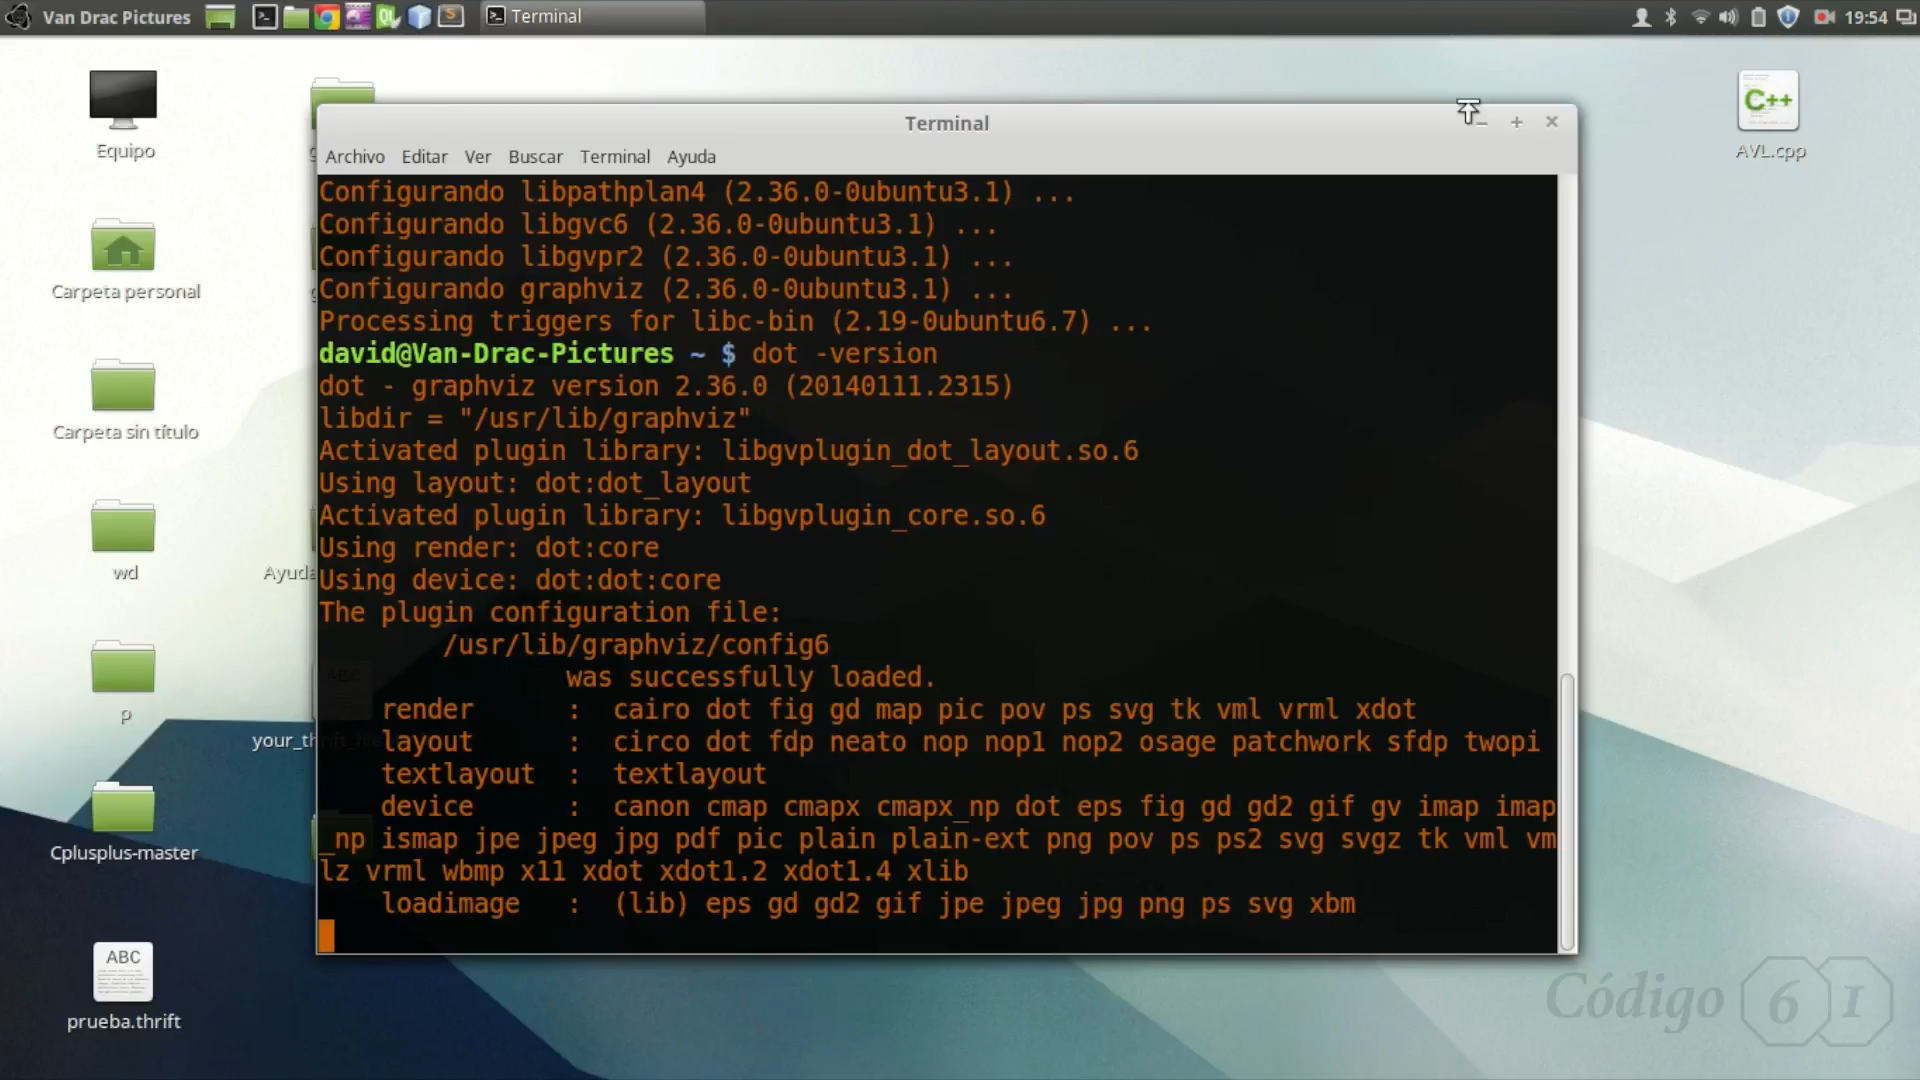 Van Drac Pictures
Terminal
19:54
Equipo
Carpeta personal
Carpeta sin título
wd
p
Cplusplus-master
ABC
prueba.thrift
Ayuda
your_th
C++
AVL.cpp
Terminal
Archivo Editar Ver Buscar Terminal Ayuda
Configurando libpathplan4 (2.36.0-0ubuntu3.1) ...
Configurando libgvc6 (2.36.0-0ubuntu3.1) ...
Configurando libgvpr2 (2.36.0-0ubuntu3.1) ...
Configurando graphviz (2.36.0-0ubuntu3.1) ...
Processing triggers for libc-bin (2.19-0ubuntu6.7) ...
david@Van-Drac-Pictures ~ $ dot -version
dot - graphviz version 2.36.0 (20140111.2315)
libdir = "/usr/lib/graphviz"
Activated plugin library: libgvplugin_dot_layout.so.6
Using layout: dot:dot_layout
Activated plugin library: libgvplugin_core.so.6
Using render: dot:core
Using device: dot:dot:core
The plugin configuration file:
/usr/lib/graphviz/config6
was successfully loaded.
render : cairo dot fig gd map pic pov ps svg tk vml vrml xdot
layout : circo dot fdp neato nop nop1 nop2 osage patchwork sfdp twopi
textlayout : textlayout
device : canon cmap cmapx cmapx_np dot eps fig gd gd2 gif gv imap imap
_np ismap jpe jpeg jpg pdf pic plain plain-ext png pov ps ps2 svg svgz tk vml vm
lz vrml wbmp x11 xdot xdot1.2 xdot1.4 xlib
loadimage : (lib) eps gd gd2 gif jpe jpeg jpg png ps svg xbm
Código 61